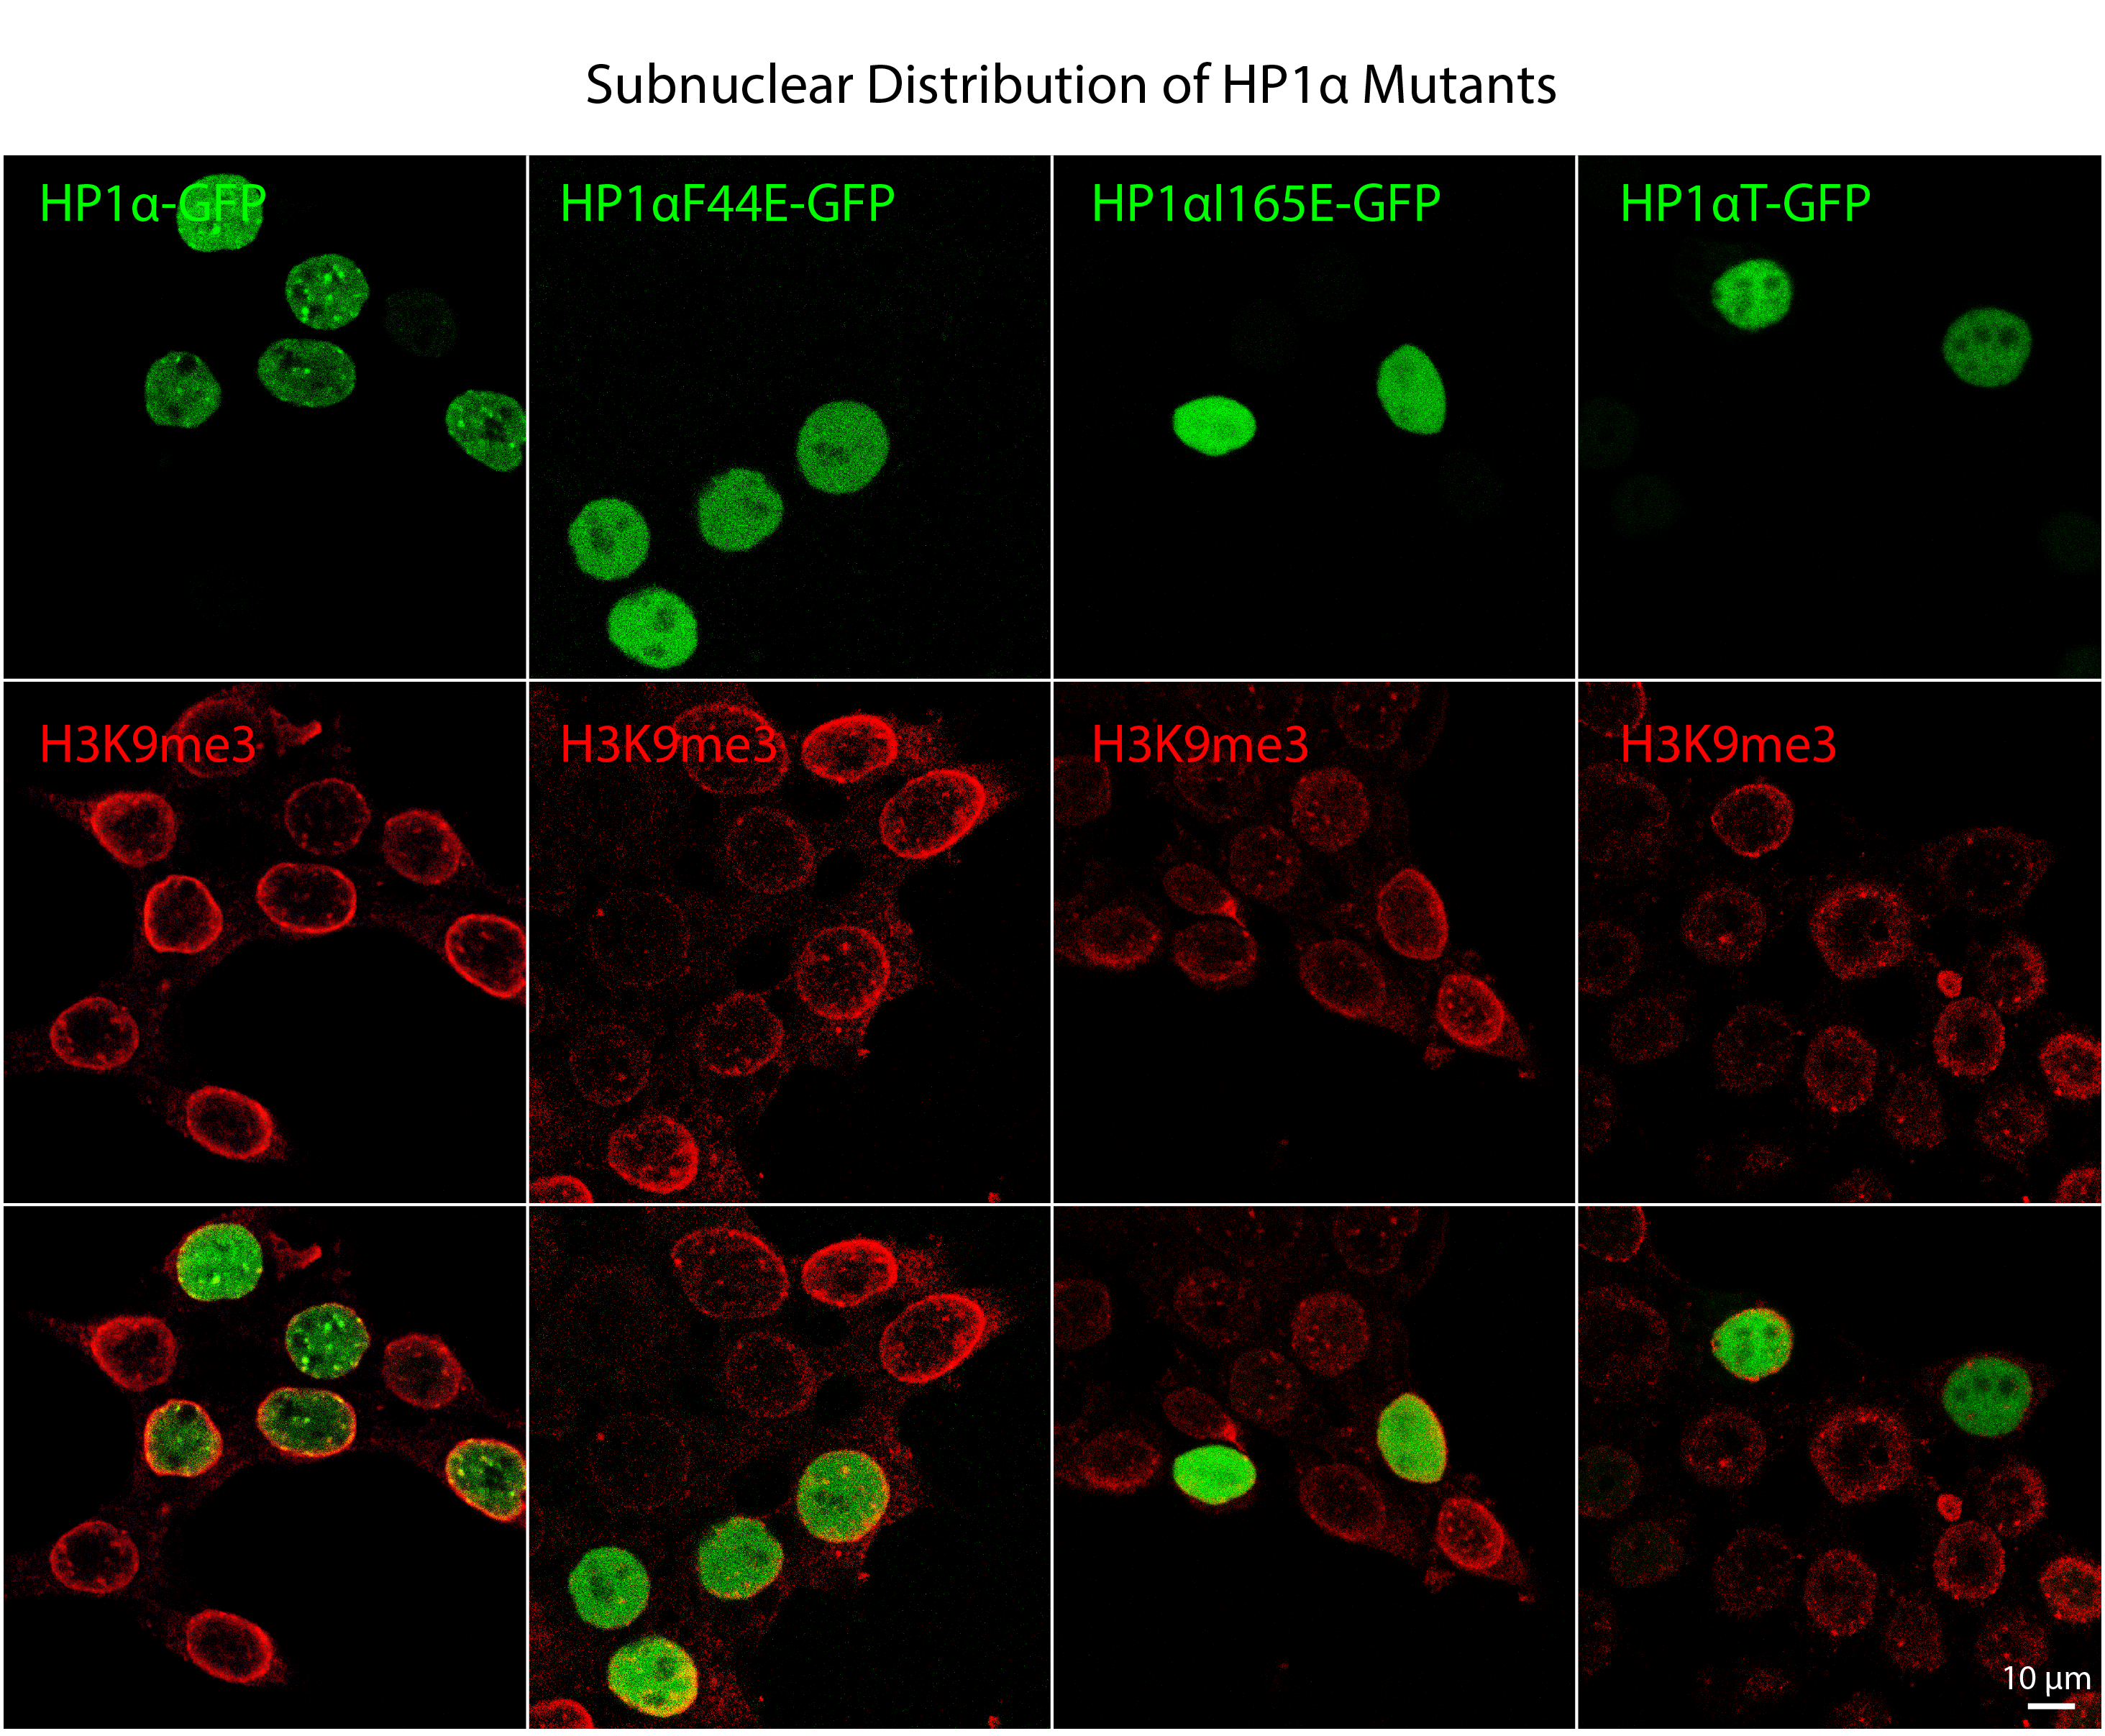 Subnuclear Distribution of HP1α Mutants
HP1α-GFP
HP1αF44E-GFP
HP1αI165E-GFP
HP1αT-GFP
H3K9me3
H3K9me3
H3K9me3
H3K9me3
10 μm